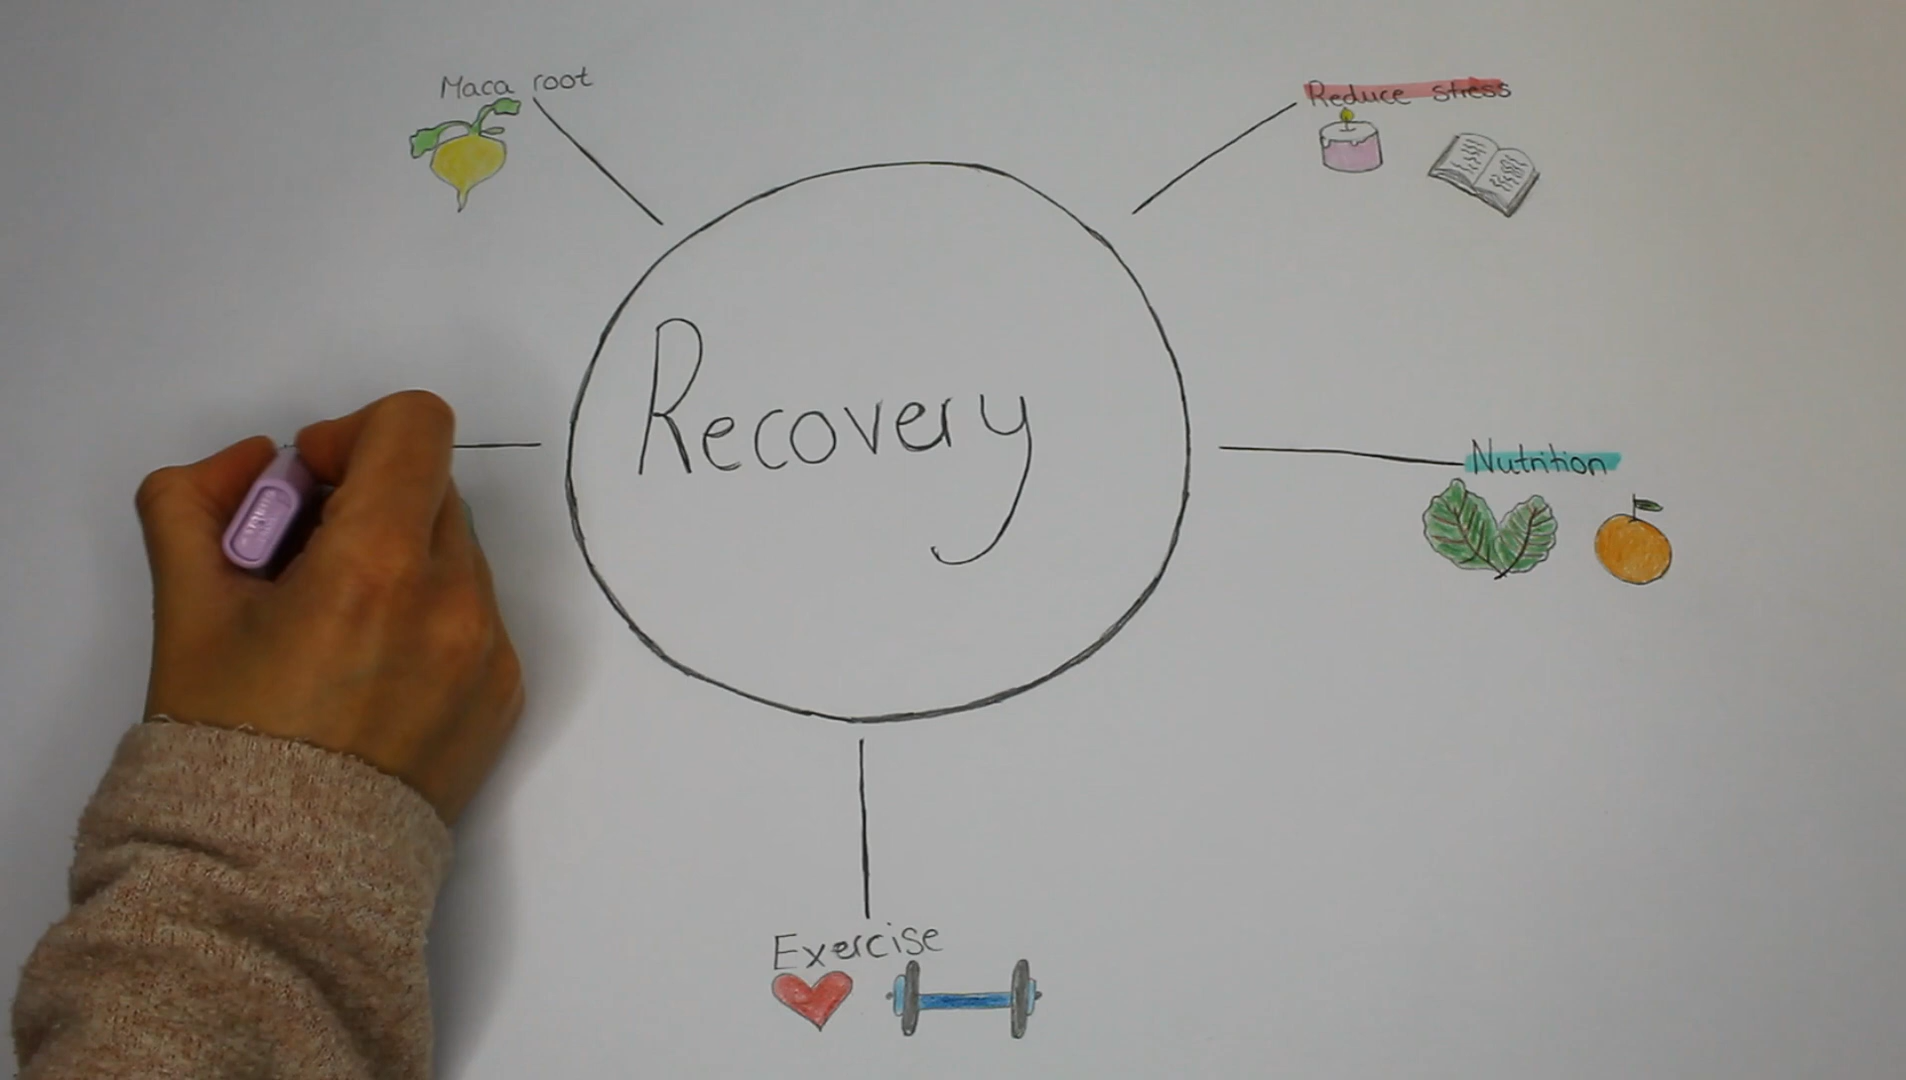 Maca root
Reduce stress
Recovery
Nutrition
Exercise